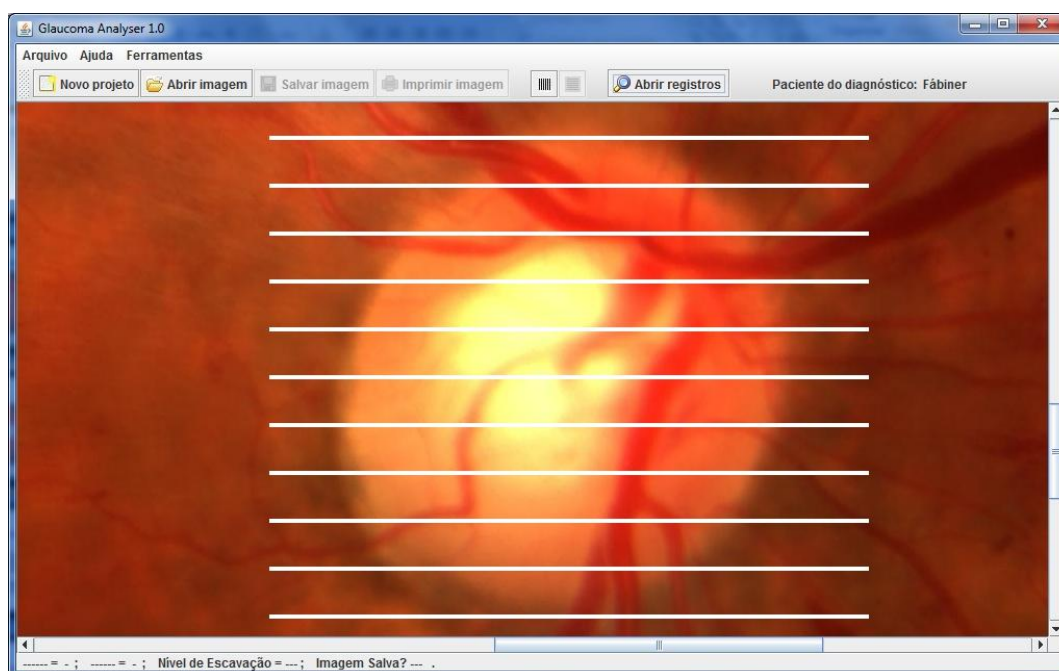 Glaucoma Analyser 1.0
Arquivo Ajuda Ferramentas
Novo projeto Abrir imagem Salvar imagem Imprimir imagem Abrir registros Paciente do diagnóstico: Fábiner
------ = - ; ------ = - ; Nível de Escavação = --- ; Imagem Salva? --- .